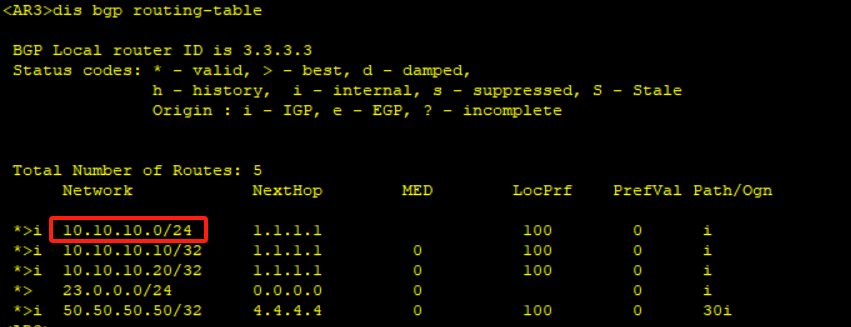 <AR3>dis bgp routing-table
BGP Local router ID is 3.3.3.3
Status codes: * - valid, > - best, d - damped,
h - history, i - internal, s - suppressed, S - Stale
Origin : i - IGP, e - EGP, ? - incomplete
Total Number of Routes: 5
Network NextHop MED LocPrf PrefVal Path/Ogn
*>i 10.10.10.0/24 1.1.1.1 100 0 i
*>i 10.10.10.10/32 1.1.1.1 0 100 0 i
*>i 10.10.10.20/32 1.1.1.1 0 100 0 i
*> 23.0.0.0/24 0.0.0.0 0 0 i
*>i 50.50.50.50/32 4.4.4.4 0 100 0 30i